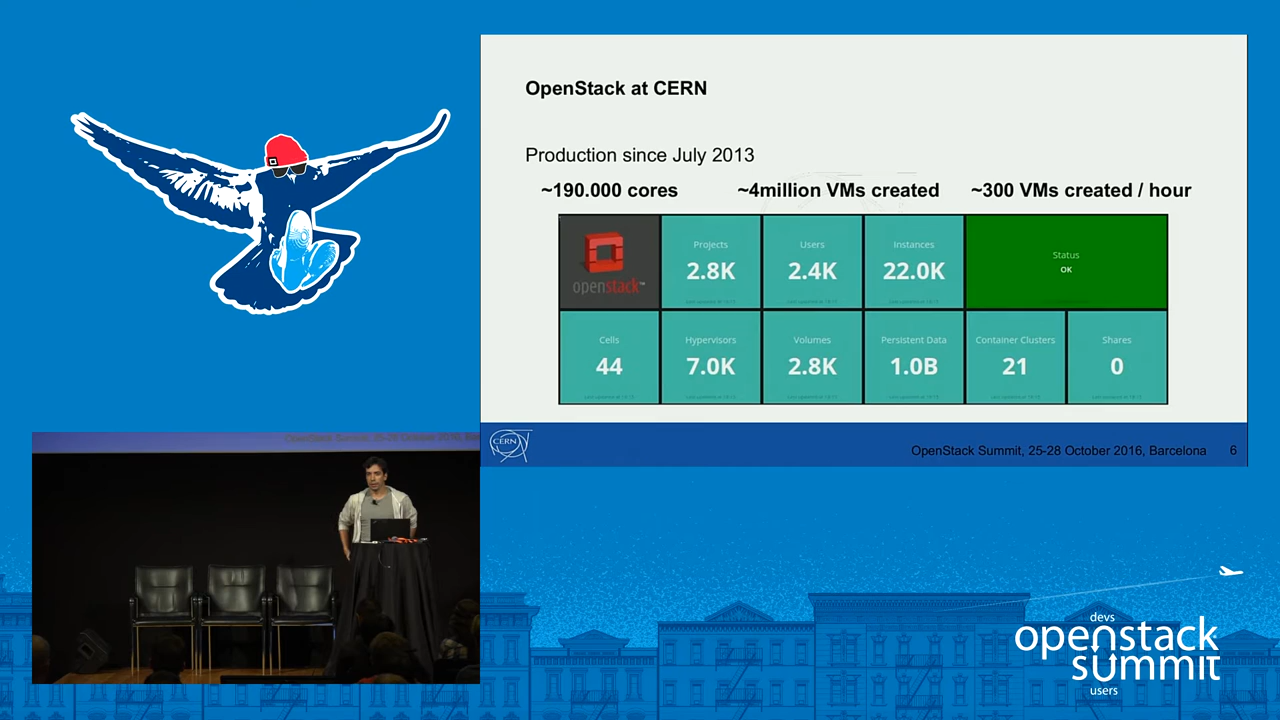 OpenStack at CERN
Production since July 2013
~190.000 cores ~4million VMs created ~300 VMs created / hour
openstack™
Projects
2.8K
Users
2.4K
Instances
22.0K
Status
OK
Cells
44
Hypervisors
7.0K
Volumes
2.8K
Persistent Data
1.0B
Container Clusters
21
Shares
0
CERN
OpenStack Summit, 25-28 October 2016, Barcelona 6
devs
openstack
summit
users